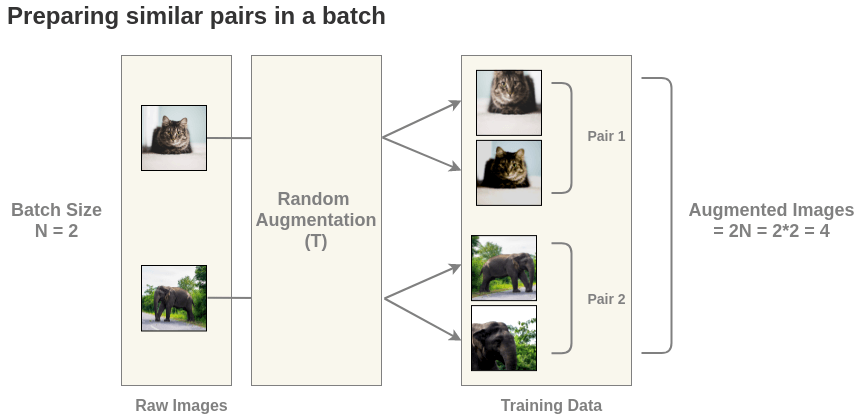 Preparing similar pairs in a batch
Batch Size
N = 2
Random
Augmentation
(T)
Pair 1
Pair 2
Augmented Images
= 2N = 2*2 = 4
Raw Images
Training Data